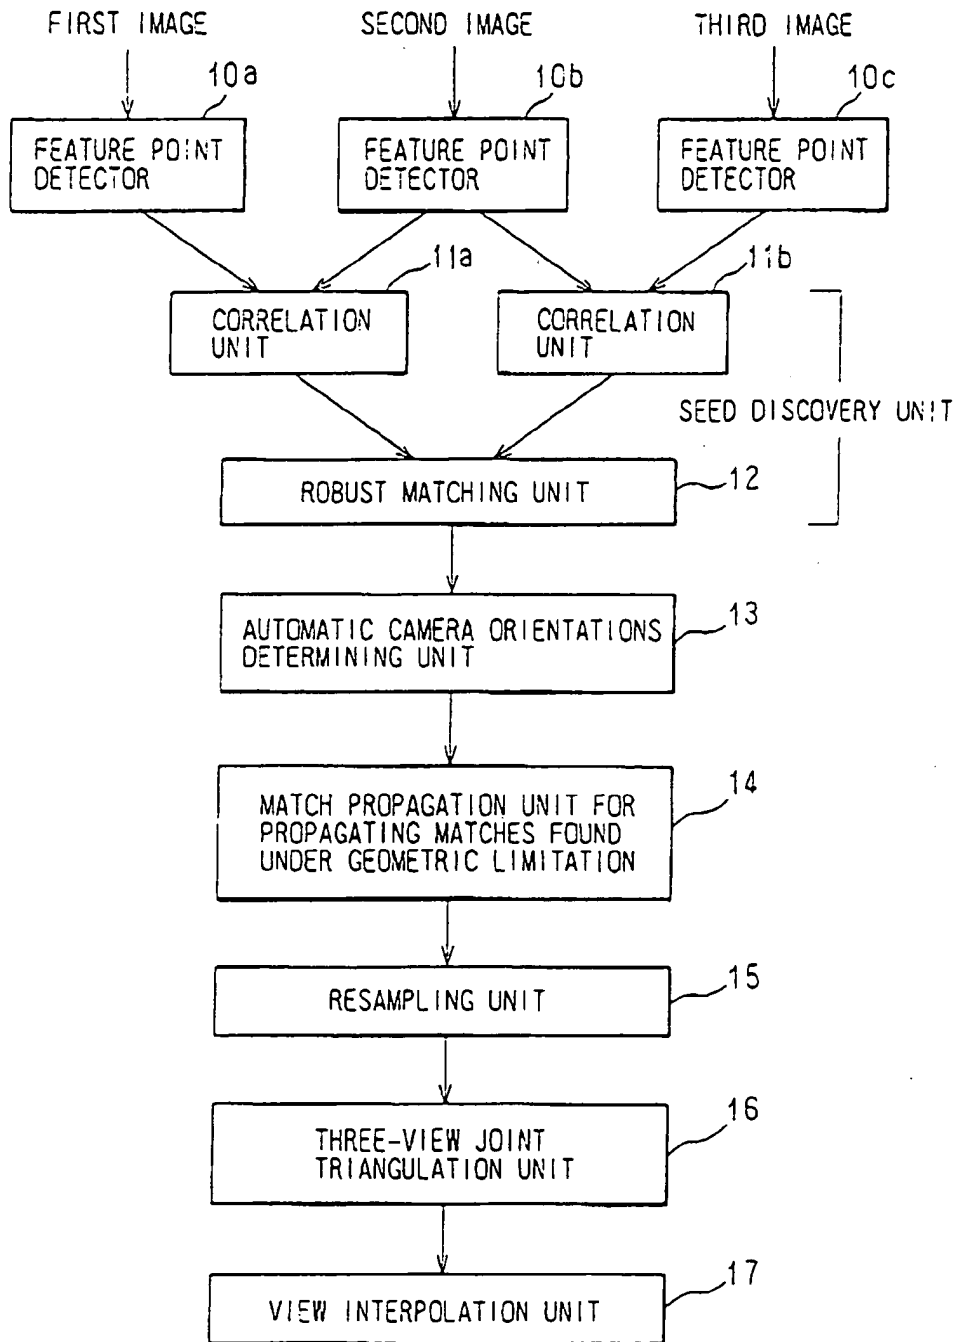 FIRST IMAGE
SECOND IMAGE
THIRD IMAGE
10a
10b
10c
FEATURE POINT
DETECTOR
FEATURE POINT
DETECTOR
FEATURE POINT
DETECTOR
11a
11b
CORRELATION
UNIT
CORRELATION
UNIT
SEED DISCOVERY UNIT
ROBUST MATCHING UNIT
12
AUTOMATIC CAMERA ORIENTATIONS
DETERMINING UNIT
13
MATCH PROPAGATION UNIT FOR
PROPAGATING MATCHES FOUND
UNDER GEOMETRIC LIMITATION
14
RESAMPLING UNIT
15
THREE-VIEW JOINT
TRIANGULATION UNIT
16
VIEW INTERPOLATION UNIT
17